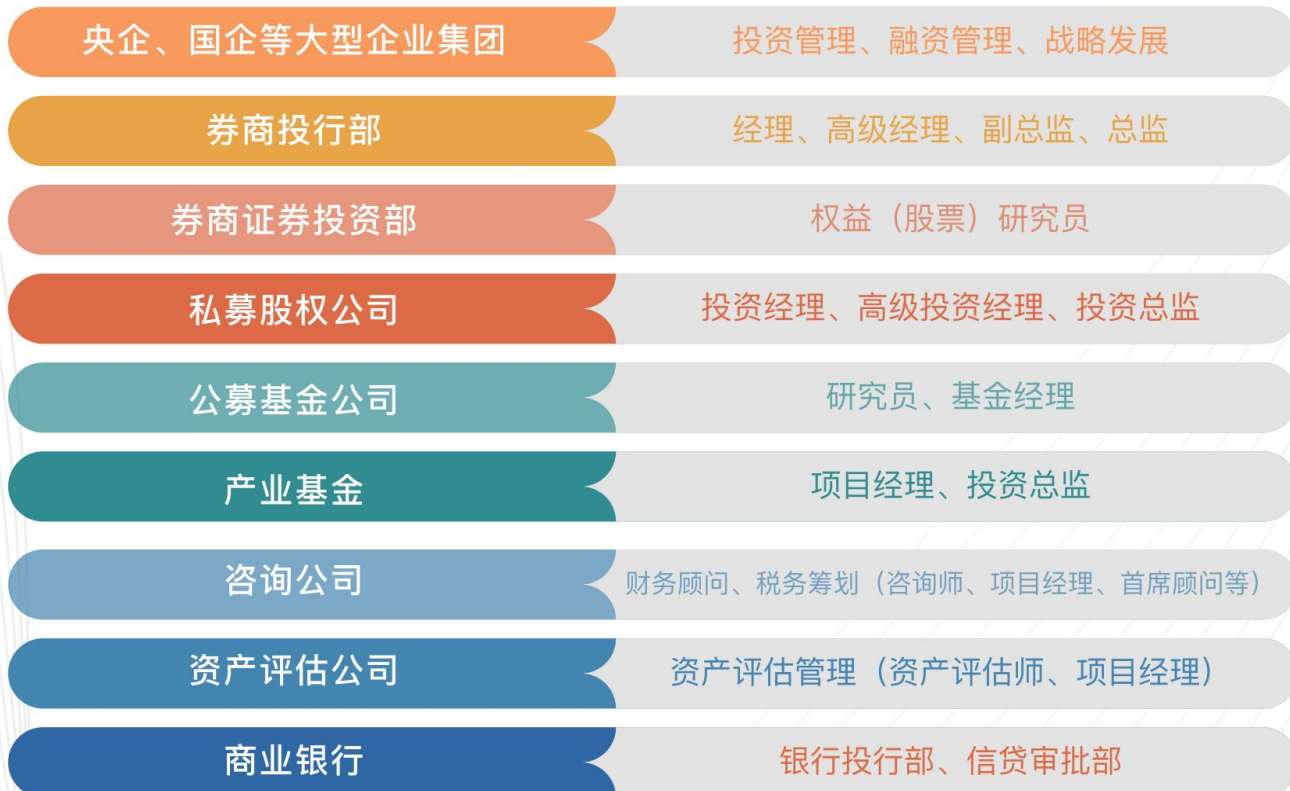 央企、国企等大型企业集团
投资管理、融资管理、战略发展
券商投行部
经理、高级经理、副总监、总监
券商证券投资部
权益（股票）研究员
私募股权公司
投资经理、高级投资经理、投资总监
公募基金公司
研究员、基金经理
产业基金
项目经理、投资总监
咨询公司
财务顾问、税务筹划（咨询师、项目经理、首席顾问等）
资产评估公司
资产评估管理（资产评估师、项目经理）
商业银行
银行投行部、信贷审批部